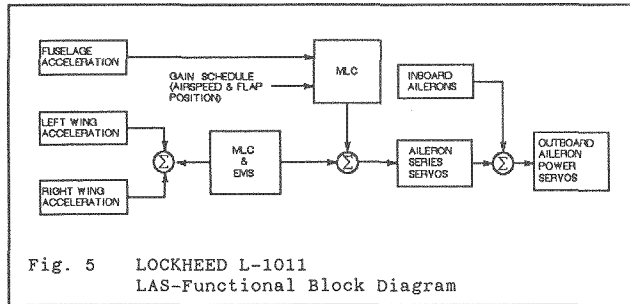 FUSELAGE
ACCELERATION
GAIN SCHEDULE
(AIRSPEED & FLAP
POSITION)
MLC
INBOARD
AILERONS
LEFT WING
ACCELERATION
Σ
MLC
&
EMS
Σ
AILERON
SERIES
SERVOS
Σ
OUTBOARD
AILERON
POWER
SERVOS
RIGHT WING
ACCELERATION
Fig. 5 LOCKHEED L-1011
LAS-Functional Block Diagram